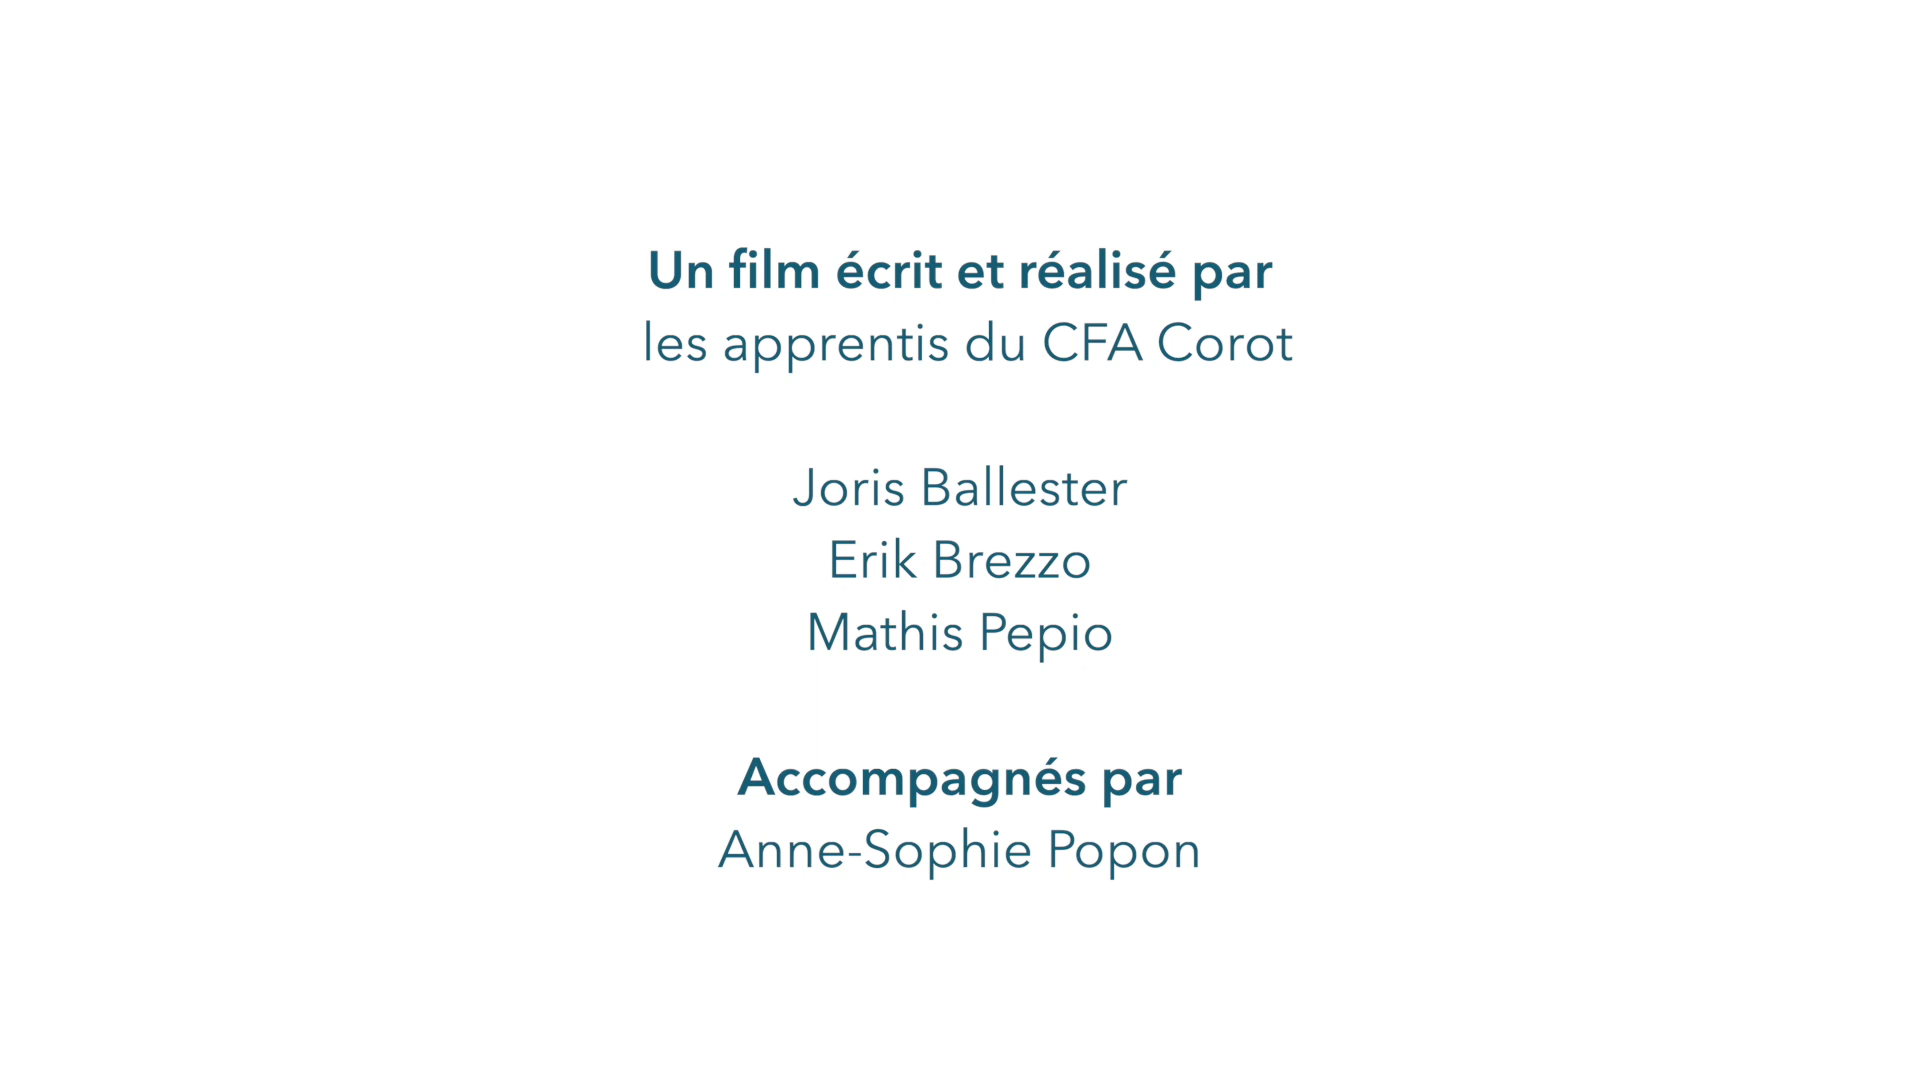 Un film écrit et réalisé par
les apprentis du CFA Corot
Joris Ballester
Erik Brezzo
Mathis Pepio
Accompagnés par
Anne-Sophie Popon